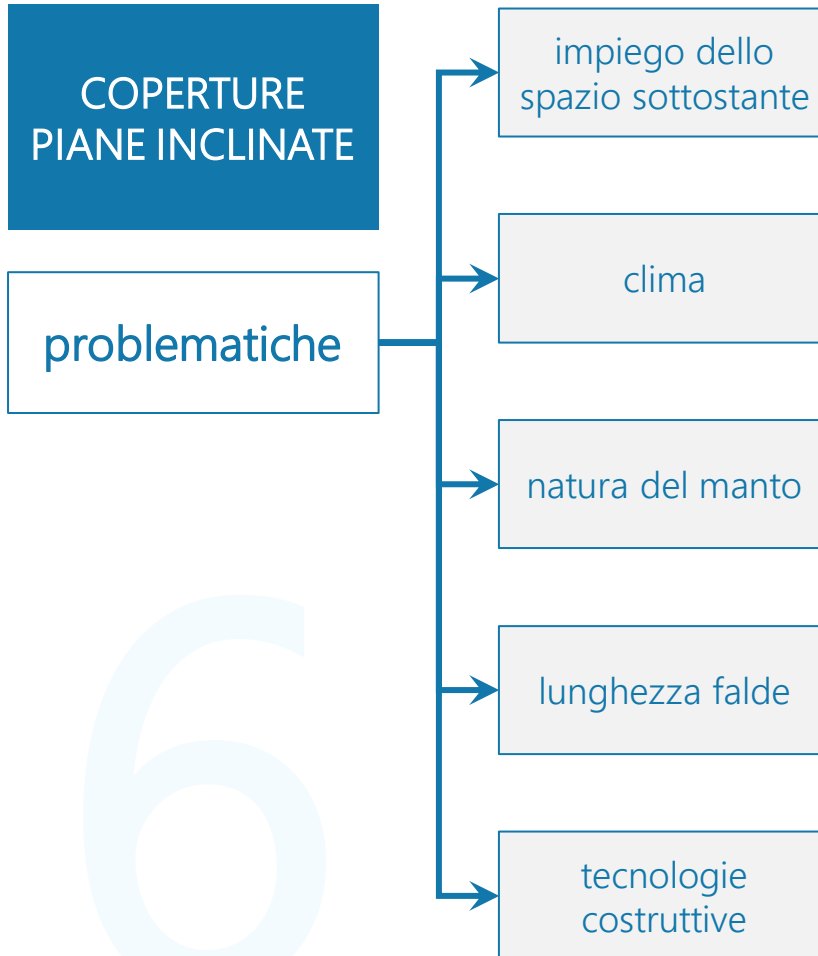 COPERTURE
PIANE INCLINATE
problematiche
impiego dello
spazio sottostante
clima
natura del manto
lunghezza falde
tecnologie
costruttive
6